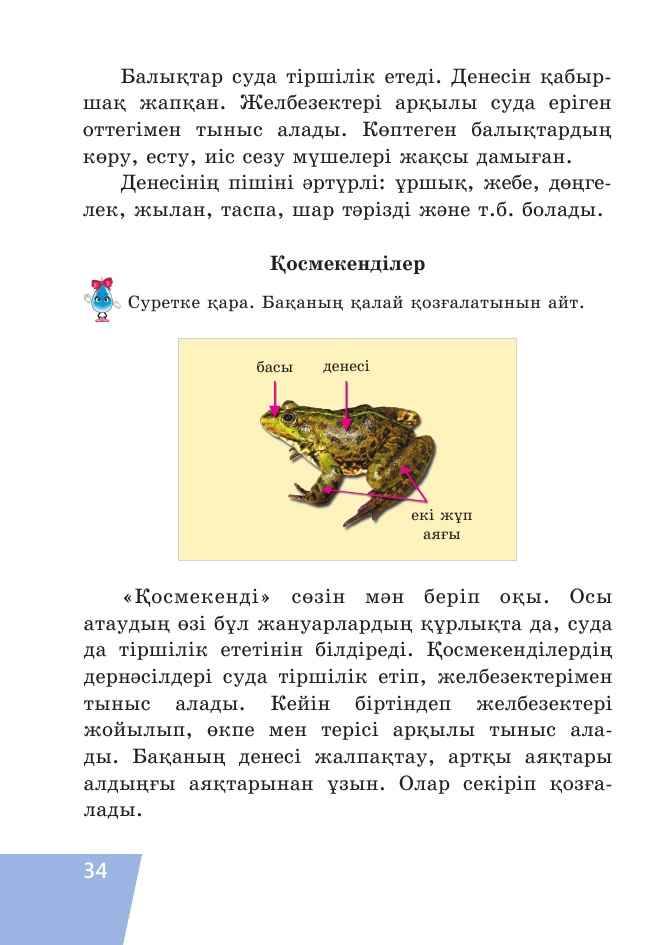 Балықтар суда тіршілік етеді. Денесін қабыр-
шақ жапқан. Желбезектері арқылы суда еріген
оттегімен тыныс алады. Көптеген балықтардың
көру, есту, иіс сезу мүшелері жақсы дамыған.
Денесінің пішіні әртүрлі: ұршық, жебе, дөңге-
лек, жылан, таспа, шар тәрізді және т.б. болады.
Қосмекенділер
Суретке қара. Бақаның қалай қозғалатынын айт.
басы денесі
екі жұп
аяғы
«Қосмекенді» сөзін мән беріп оқы. Осы
атаудың өзі бұл жануарлардың құрлықта да, суда
да тіршілік ететінін білдіреді. Қосмекенділердің
дернәсілдері суда тіршілік етіп, желбезектерімен
тыныс алады. Кейін біртіндеп желбезектері
жойылып, өкпе мен терісі арқылы тыныс ала-
ды. Бақаның денесі жалпақтау, артқы аяқтары
алдыңғы аяқтарынан ұзын. Олар секіріп қозға-
лады.
34